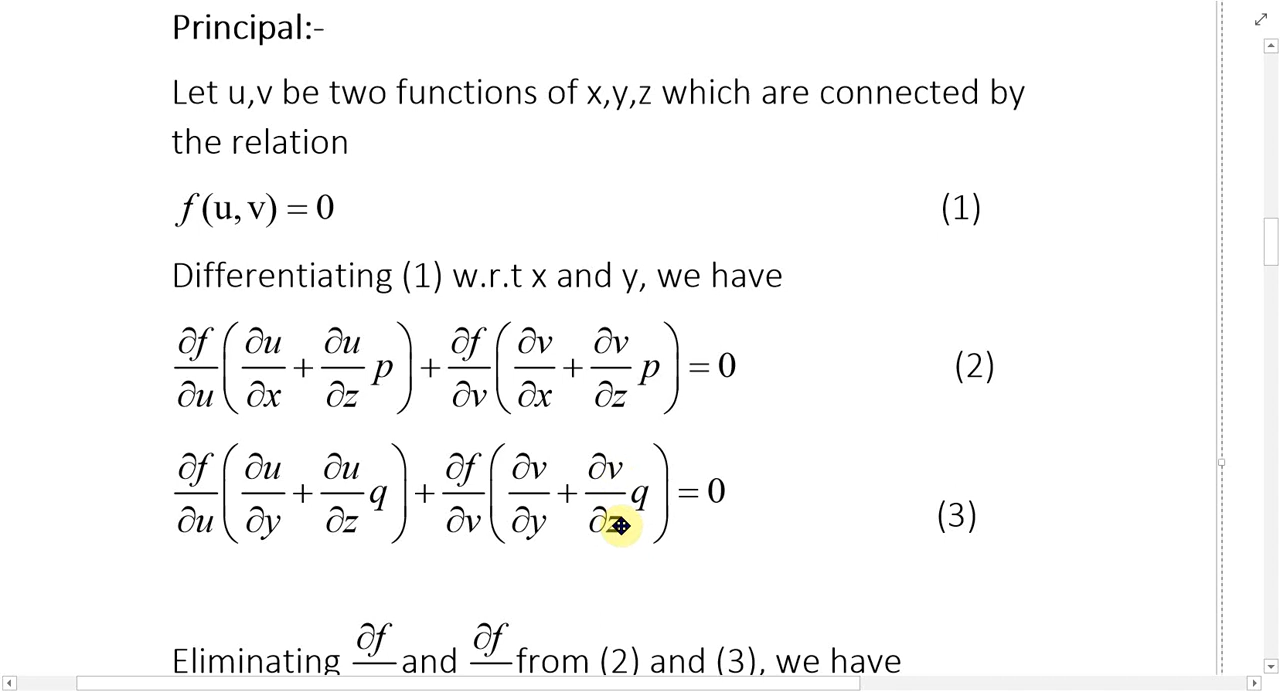 Principal:-
Let u,v be two functions of x,y,z which are connected by
the relation
f(u, v) = 0 (1)
Differentiating (1) w.r.t x and y, we have
∂f/∂u (∂u/∂x + ∂u/∂z p) + ∂f/∂v (∂v/∂x + ∂v/∂z p) = 0 (2)
∂f/∂u (∂u/∂y + ∂u/∂z q) + ∂f/∂v (∂v/∂y + ∂v/∂z q) = 0 (3)
Eliminating ∂f and ∂f from (2) and (3), we have